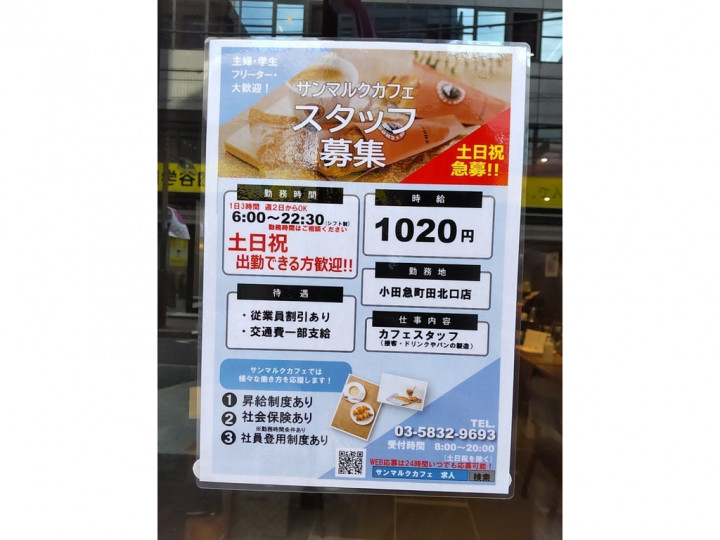 主婦・学生
フリーター・
大歓迎！
サンマルクカフェ
スタッフ
募集
土日祝
急募!!
勤務時間
1日3時間 週2日からOK
6:00～22:30(シフト制)
勤務時間はご相談ください
土日祝
出勤できる方歓迎!!
時給
1020円
勤務地
小田急町田北口店
待遇
・従業員割引あり
・交通費一部支給
仕事内容
カフェスタッフ
(接客・ドリンクやパンの製造)
サンマルクカフェでは
様々な働き方を応援します！
1 昇給制度あり
2 社会保険あり
※勤務時間条件あり
3 社員登用制度あり
TEL.
03-5832-9693
受付時間 8:00～20:00
(土日祝を除く)
WEB応募は24時間いつでも応募可能！
サンマルクカフェ 求人 検索